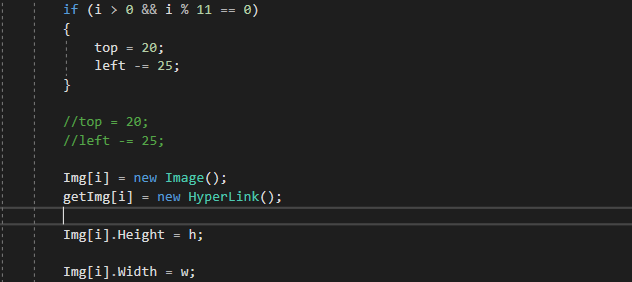 if (i > 0 && i % 11 == 0)
{
top = 20;
left -= 25;
}
//top = 20;
//left -= 25;
Img[i] = new Image();
getImg[i] = new HyperLink();
Img[i].Height = h;
Img[i].Width = w;